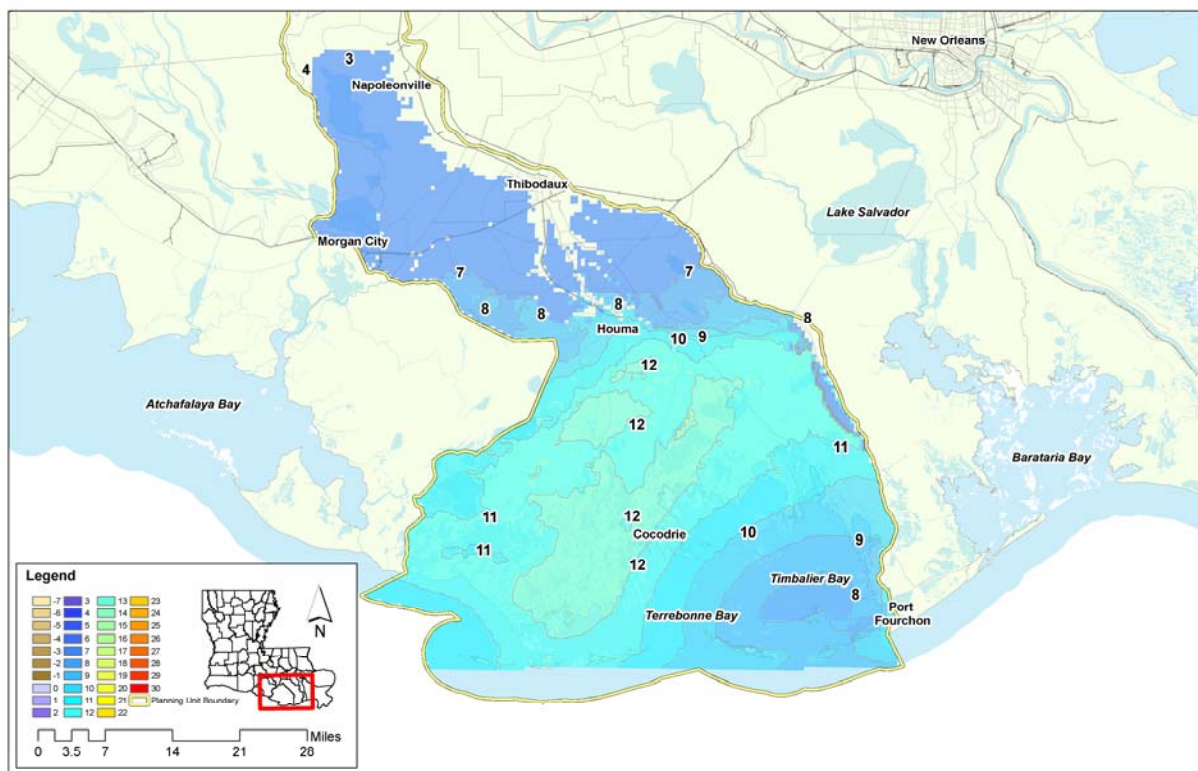 New Orleans
4
3
Napoleonville
Thibodaux
Lake Salvador
Morgan City
7
7
8
8
8
8
Houma
10
9
12
Atchafalaya Bay
12
11
Barataria Bay
11
12
10
Cocodrie
9
11
12
Timbalier Bay
8
Terrebonne Bay
Port
Fourchon
Legend
-7 3 13 23
-6 4 14 24
-5 5 15 25
-4 6 16 26
-3 7 17 27
-2 8 18 28
-1 9 19 29
0 10 20 30
1 11 21 Planning Unit Boundary
2 12 22
N
Miles
0 3.5 7 14 21 28